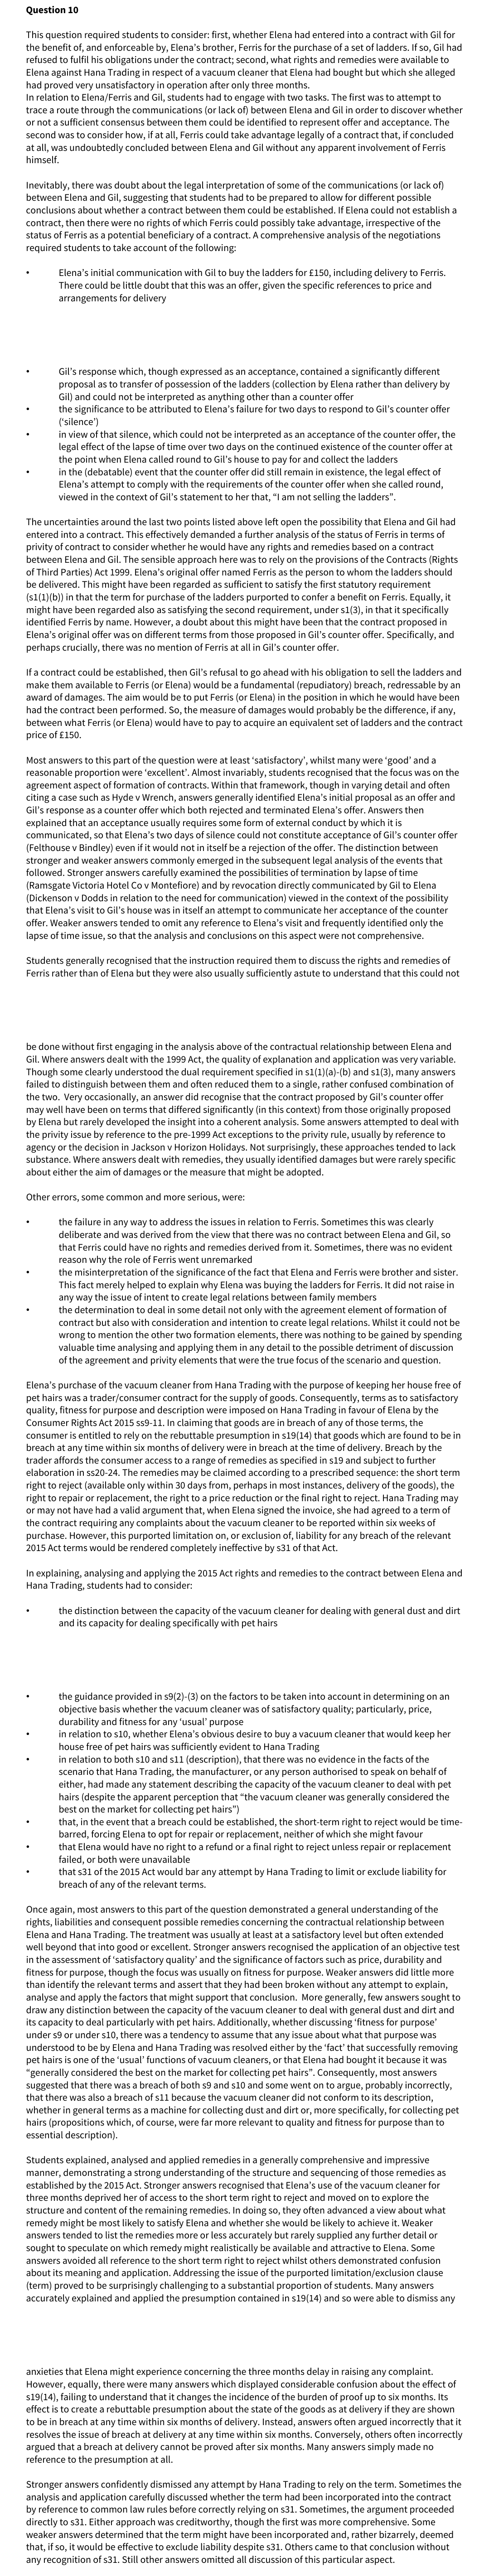 Question 10
This question required students to consider: first, whether Elena had entered into a contract with Gil for
the benefit of, and enforceable by, Elena's brother, Ferris for the purchase of a set of ladders. If so, Gil had
refused to fulfil his obligations under the contract; second, what rights and remedies were available to
Elena against Hana Trading in respect of a vacuum cleaner that Elena had bought but which she alleged
had proved very unsatisfactory in operation after only three months.
In relation to Elena/Ferris and Gil, students had to engage with two tasks. The first was to attempt to
trace a route through the communications (or lack of) between Elena and Gil in order to discover whether
or not a sufficient consensus between them could be identified to represent offer and acceptance. The
second was to consider how, if at all, Ferris could take advantage legally of a contract that, if concluded
at all, was undoubtedly concluded between Elena and Gil without any apparent involvement of Ferris
himself.
Inevitably, there was doubt about the legal interpretation of some of the communications (or lack of)
between Elena and Gil, suggesting that students had to be prepared to allow for different possible
conclusions about whether a contract between them could be established. If Elena could not establish a
contract, then there were no rights of which Ferris could possibly take advantage, irrespective of the
status of Ferris as a potential beneficiary of a contract. A comprehensive analysis of the negotiations
required students to take account of the following:
• Elena's initial communication with Gil to buy the ladders for £150, including delivery to Ferris.
There could be little doubt that this was an offer, given the specific references to price and
arrangements for delivery
• Gil's response which, though expressed as an acceptance, contained a significantly different
proposal as to transfer of possession of the ladders (collection by Elena rather than delivery by
Gil) and could not be interpreted as anything other than a counter offer
• the significance to be attributed to Elena's failure for two days to respond to Gil's counter offer
('silence')
• in view of that silence, which could not be interpreted as an acceptance of the counter offer, the
legal effect of the lapse of time over two days on the continued existence of the counter offer at
the point when Elena called round to Gil's house to pay for and collect the ladders
• in the (debatable) event that the counter offer did still remain in existence, the legal effect of
Elena's attempt to comply with the requirements of the counter offer when she called round,
viewed in the context of Gil's statement to her that, "I am not selling the ladders".
The uncertainties around the last two points listed above left open the possibility that Elena and Gil had
entered into a contract. This effectively demanded a further analysis of the status of Ferris in terms of
privity of contract to consider whether he would have any rights and remedies based on a contract
between Elena and Gil. The sensible approach here was to rely on the provisions of the Contracts (Rights
of Third Parties) Act 1999. Elena's original offer named Ferris as the person to whom the ladders should
be delivered. This might have been regarded as sufficient to satisfy the first statutory requirement
(s1(1)(b)) in that the term for purchase of the ladders purported to confer a benefit on Ferris. Equally, it
might have been regarded also as satisfying the second requirement, under s1(3), in that it specifically
identified Ferris by name. However, a doubt about this might have been that the contract proposed in
Elena's original offer was on different terms from those proposed in Gil's counter offer. Specifically, and
perhaps crucially, there was no mention of Ferris at all in Gil's counter offer.
If a contract could be established, then Gil's refusal to go ahead with his obligation to sell the ladders and
make them available to Ferris (or Elena) would be a fundamental (repudiatory) breach, redressable by an
award of damages. The aim would be to put Ferris (or Elena) in the position in which he would have been
had the contract been performed. So, the measure of damages would probably be the difference, if any,
between what Ferris (or Elena) would have to pay to acquire an equivalent set of ladders and the contract
price of £150.
Most answers to this part of the question were at least 'satisfactory', whilst many were 'good' and a
reasonable proportion were 'excellent'. Almost invariably, students recognised that the focus was on the
agreement aspect of formation of contracts. Within that framework, though in varying detail and often
citing a case such as Hyde v Wrench, answers generally identified Elena's initial proposal as an offer and
Gil's response as a counter offer which both rejected and terminated Elena's offer. Answers then
explained that an acceptance usually requires some form of external conduct by which it is
communicated, so that Elena's two days of silence could not constitute acceptance of Gil's counter offer
(Felthouse v Bindley) even if it would not in itself be a rejection of the offer. The distinction between
stronger and weaker answers commonly emerged in the subsequent legal analysis of the events that
followed. Stronger answers carefully examined the possibilities of termination by lapse of time
(Ramsgate Victoria Hotel Co v Montefiore) and by revocation directly communicated by Gil to Elena
(Dickenson v Dodds in relation to the need for communication) viewed in the context of the possibility
that Elena's visit to Gil's house was in itself an attempt to communicate her acceptance of the counter
offer. Weaker answers tended to omit any reference to Elena's visit and frequently identified only the
lapse of time issue, so that the analysis and conclusions on this aspect were not comprehensive.
Students generally recognised that the instruction required them to discuss the rights and remedies of
Ferris rather than of Elena but they were also usually sufficiently astute to understand that this could not
be done without first engaging in the analysis above of the contractual relationship between Elena and
Gil. Where answers dealt with the 1999 Act, the quality of explanation and application was very variable.
Though some clearly understood the dual requirement specified in s1(1)(a)-(b) and s1(3), many answers
failed to distinguish between them and often reduced them to a single, rather confused combination of
the two. Very occasionally, an answer did recognise that the contract proposed by Gil's counter offer
may well have been on terms that differed significantly (in this context) from those originally proposed
by Elena but rarely developed the insight into a coherent analysis. Some answers attempted to deal with
the privity issue by reference to the pre-1999 Act exceptions to the privity rule, usually by reference to
agency or the decision in Jackson v Horizon Holidays. Not surprisingly, these approaches tended to lack
substance. Where answers dealt with remedies, they usually identified damages but were rarely specific
about either the aim of damages or the measure that might be adopted.
Other errors, some common and more serious, were:
• the failure in any way to address the issues in relation to Ferris. Sometimes this was clearly
deliberate and was derived from the view that there was no contract between Elena and Gil, so
that Ferris could have no rights and remedies derived from it. Sometimes, there was no evident
reason why the role of Ferris went unremarked
• the misinterpretation of the significance of the fact that Elena and Ferris were brother and sister.
This fact merely helped to explain why Elena was buying the ladders for Ferris. It did not raise in
any way the issue of intent to create legal relations between family members
• the determination to deal in some detail not only with the agreement element of formation of
contract but also with consideration and intention to create legal relations. Whilst it could not be
wrong to mention the other two formation elements, there was nothing to be gained by spending
valuable time analysing and applying them in any detail to the possible detriment of discussion
of the agreement and privity elements that were the true focus of the scenario and question.
Elena's purchase of the vacuum cleaner from Hana Trading with the purpose of keeping her house free of
pet hairs was a trader/consumer contract for the supply of goods. Consequently, terms as to satisfactory
quality, fitness for purpose and description were imposed on Hana Trading in favour of Elena by the
Consumer Rights Act 2015 ss9-11. In claiming that goods are in breach of any of those terms, the
consumer is entitled to rely on the rebuttable presumption in s19(14) that goods which are found to be in
breach at any time within six months of delivery were in breach at the time of delivery. Breach by the
trader affords the consumer access to a range of remedies as specified in s19 and subject to further
elaboration in ss20-24. The remedies may be claimed according to a prescribed sequence: the short term
right to reject (available only within 30 days from, perhaps in most instances, delivery of the goods), the
right to repair or replacement, the right to a price reduction or the final right to reject. Hana Trading may
or may not have had a valid argument that, when Elena signed the invoice, she had agreed to a term of
the contract requiring any complaints about the vacuum cleaner to be reported within six weeks of
purchase. However, this purported limitation on, or exclusion of, liability for any breach of the relevant
2015 Act terms would be rendered completely ineffective by s31 of that Act.
In explaining, analysing and applying the 2015 Act rights and remedies to the contract between Elena and
Hana Trading, students had to consider:
• the distinction between the capacity of the vacuum cleaner for dealing with general dust and dirt
and its capacity for dealing specifically with pet hairs
• the guidance provided in s9(2)-(3) on the factors to be taken into account in determining on an
objective basis whether the vacuum cleaner was of satisfactory quality; particularly, price,
durability and fitness for any 'usual' purpose
• in relation to s10, whether Elena's obvious desire to buy a vacuum cleaner that would keep her
house free of pet hairs was sufficiently evident to Hana Trading
• in relation to both s10 and s11 (description), that there was no evidence in the facts of the
scenario that Hana Trading, the manufacturer, or any person authorised to speak on behalf of
either, had made any statement describing the capacity of the vacuum cleaner to deal with pet
hairs (despite the apparent perception that "the vacuum cleaner was generally considered the
best on the market for collecting pet hairs")
• that, in the event that a breach could be established, the short-term right to reject would be time-
barred, forcing Elena to opt for repair or replacement, neither of which she might favour
• that Elena would have no right to a refund or a final right to reject unless repair or replacement
failed, or both were unavailable
• that s31 of the 2015 Act would bar any attempt by Hana Trading to limit or exclude liability for
breach of any of the relevant terms.
Once again, most answers to this part of the question demonstrated a general understanding of the
rights, liabilities and consequent possible remedies concerning the contractual relationship between
Elena and Hana Trading. The treatment was usually at least at a satisfactory level but often extended
well beyond that into good or excellent. Stronger answers recognised the application of an objective test
in the assessment of 'satisfactory quality' and the significance of factors such as price, durability and
fitness for purpose, though the focus was usually on fitness for purpose. Weaker answers did little more
than identify the relevant terms and assert that they had been broken without any attempt to explain,
analyse and apply the factors that might support that conclusion. More generally, few answers sought to
draw any distinction between the capacity of the vacuum cleaner to deal with general dust and dirt and
its capacity to deal particularly with pet hairs. Additionally, whether discussing 'fitness for purpose'
under s9 or under s10, there was a tendency to assume that any issue about what that purpose was
understood to be by Elena and Hana Trading was resolved either by the 'fact' that successfully removing
pet hairs is one of the 'usual' functions of vacuum cleaners, or that Elena had bought it because it was
"generally considered the best on the market for collecting pet hairs". Consequently, most answers
suggested that there was a breach of both s9 and s10 and some went on to argue, probably incorrectly,
that there was also a breach of s11 because the vacuum cleaner did not conform to its description,
whether in general terms as a machine for collecting dust and dirt or, more specifically, for collecting pet
hairs (propositions which, of course, were far more relevant to quality and fitness for purpose than to
essential description).
Students explained, analysed and applied remedies in a generally comprehensive and impressive
manner, demonstrating a strong understanding of the structure and sequencing of those remedies as
established by the 2015 Act. Stronger answers recognised that Elena's use of the vacuum cleaner for
three months deprived her of access to the short term right to reject and moved on to explore the
structure and content of the remaining remedies. In doing so, they often advanced a view about what
remedy might be most likely to satisfy Elena and whether she would be likely to achieve it. Weaker
answers tended to list the remedies more or less accurately but rarely supplied any further detail or
sought to speculate on which remedy might realistically be available and attractive to Elena. Some
answers avoided all reference to the short term right to reject whilst others demonstrated confusion
about its meaning and application. Addressing the issue of the purported limitation/exclusion clause
(term) proved to be surprisingly challenging to a substantial proportion of students. Many answers
accurately explained and applied the presumption contained in s19(14) and so were able to dismiss any
anxieties that Elena might experience concerning the three months delay in raising any complaint.
However, equally, there were many answers which displayed considerable confusion about the effect of
s19(14), failing to understand that it changes the incidence of the burden of proof up to six months. Its
effect is to create a rebuttable presumption about the state of the goods as at delivery if they are shown
to be in breach at any time within six months of delivery. Instead, answers often argued incorrectly that it
resolves the issue of breach at delivery at any time within six months. Conversely, others often incorrectly
argued that a breach at delivery cannot be proved after six months. Many answers simply made no
reference to the presumption at all.
Stronger answers confidently dismissed any attempt by Hana Trading to rely on the term. Sometimes the
analysis and application carefully discussed whether the term had been incorporated into the contract
by reference to common law rules before correctly relying on s31. Sometimes, the argument proceeded
directly to s31. Either approach was creditworthy, though the first was more comprehensive. Some
weaker answers determined that the term might have been incorporated and, rather bizarrely, deemed
that, if so, it would be effective to exclude liability despite s31. Others came to that conclusion without
any recognition of s31. Still other answers omitted all discussion of this particular aspect.